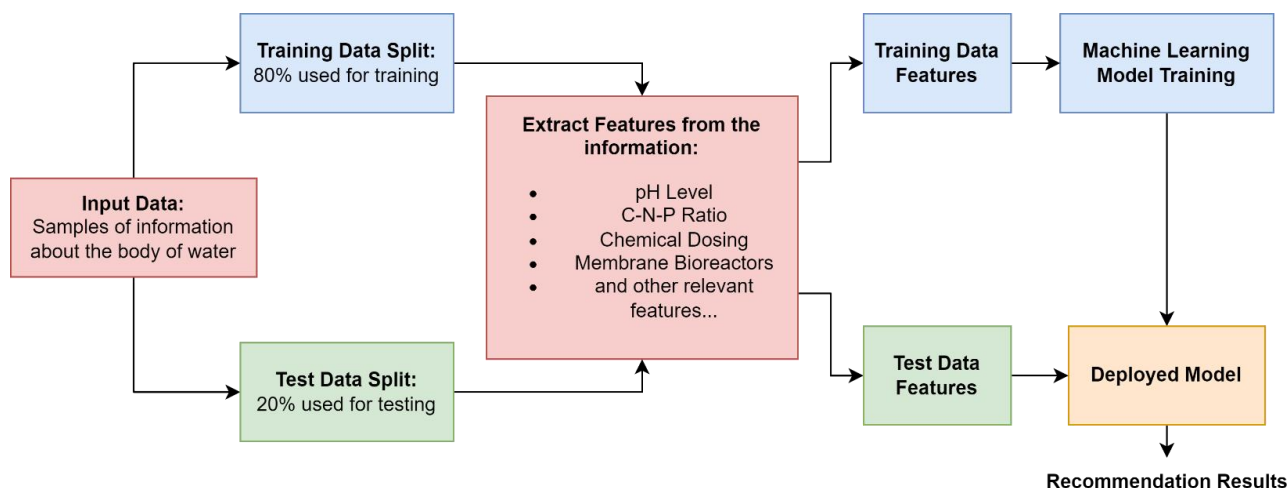 Training Data Split:
80% used for training
Training Data
Features
Machine Learning
Model Training
Extract Features from the
information:
• pH Level
• C-N-P Ratio
• Chemical Dosing
• Membrane Bioreactors
• and other relevant
features...
Input Data:
Samples of information
about the body of water
Test Data Split:
20% used for testing
Test Data
Features
Deployed Model
Recommendation Results